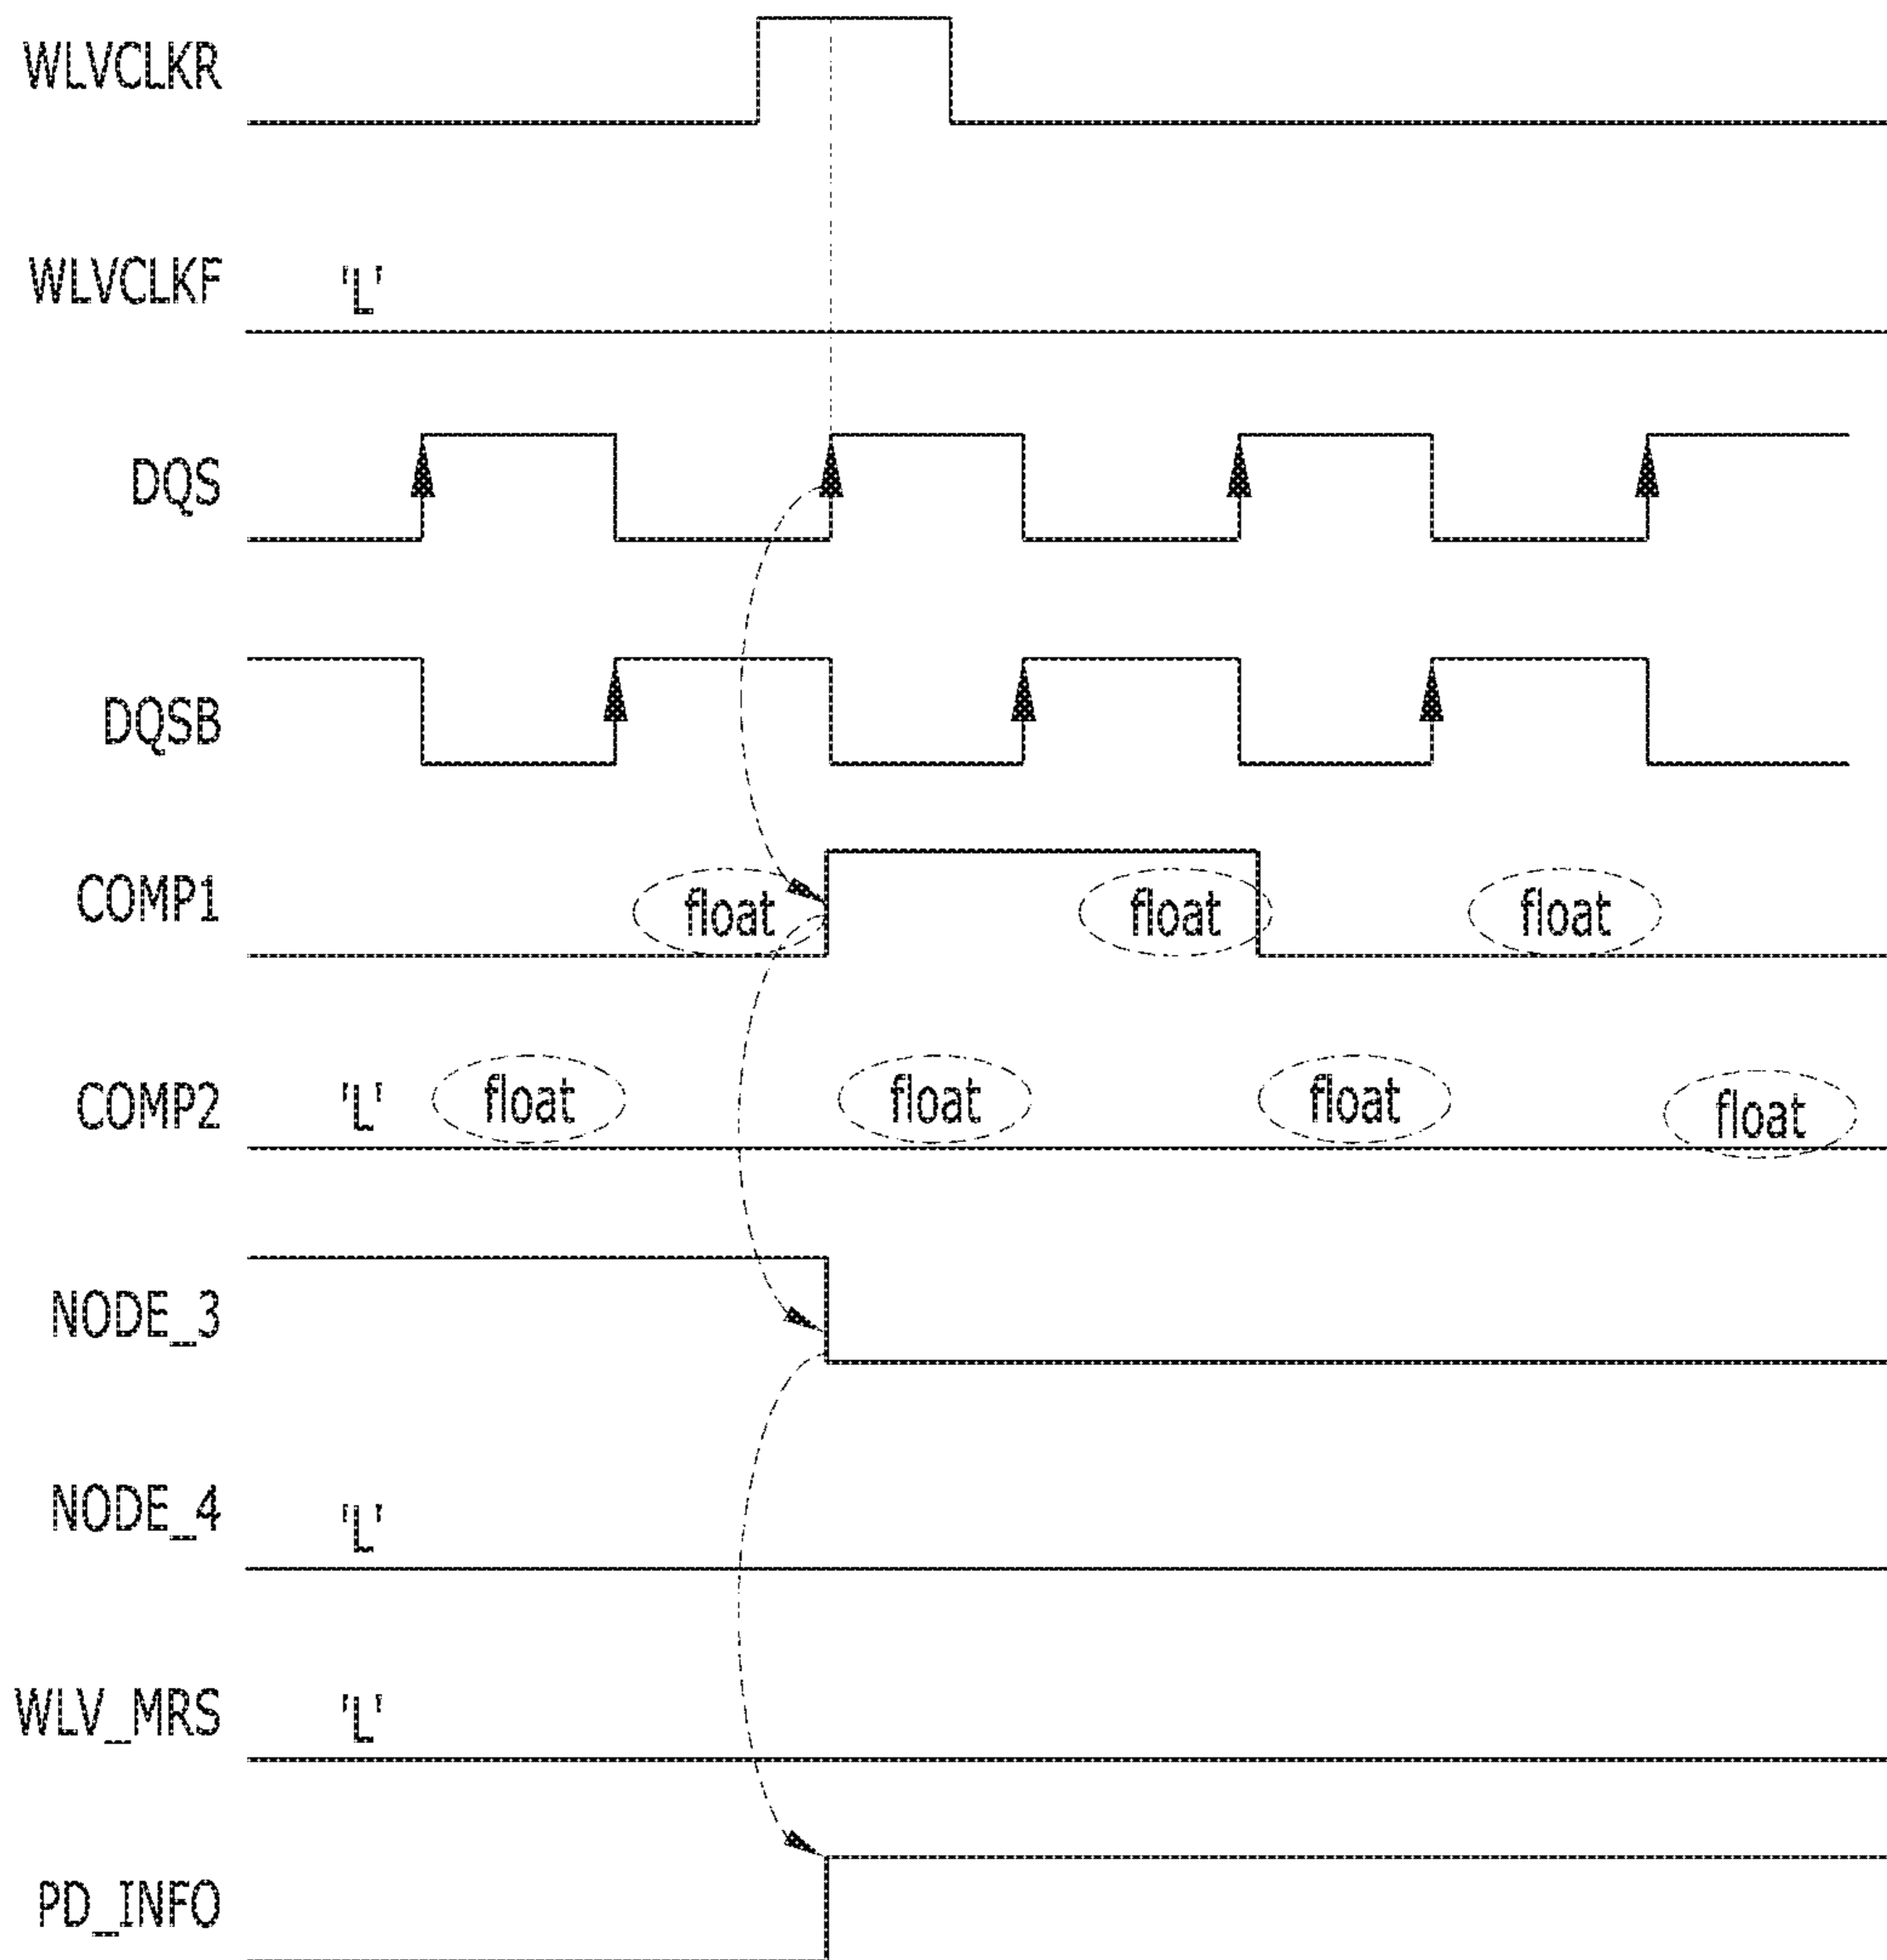 WLVCLKR
WLVCLKF 'L'
DQS
DQSB
COMP1 float float float
COMP2 'L' float float float float
NODE_3
NODE_4 'L'
WLV_MRS 'L'
PD_INFO